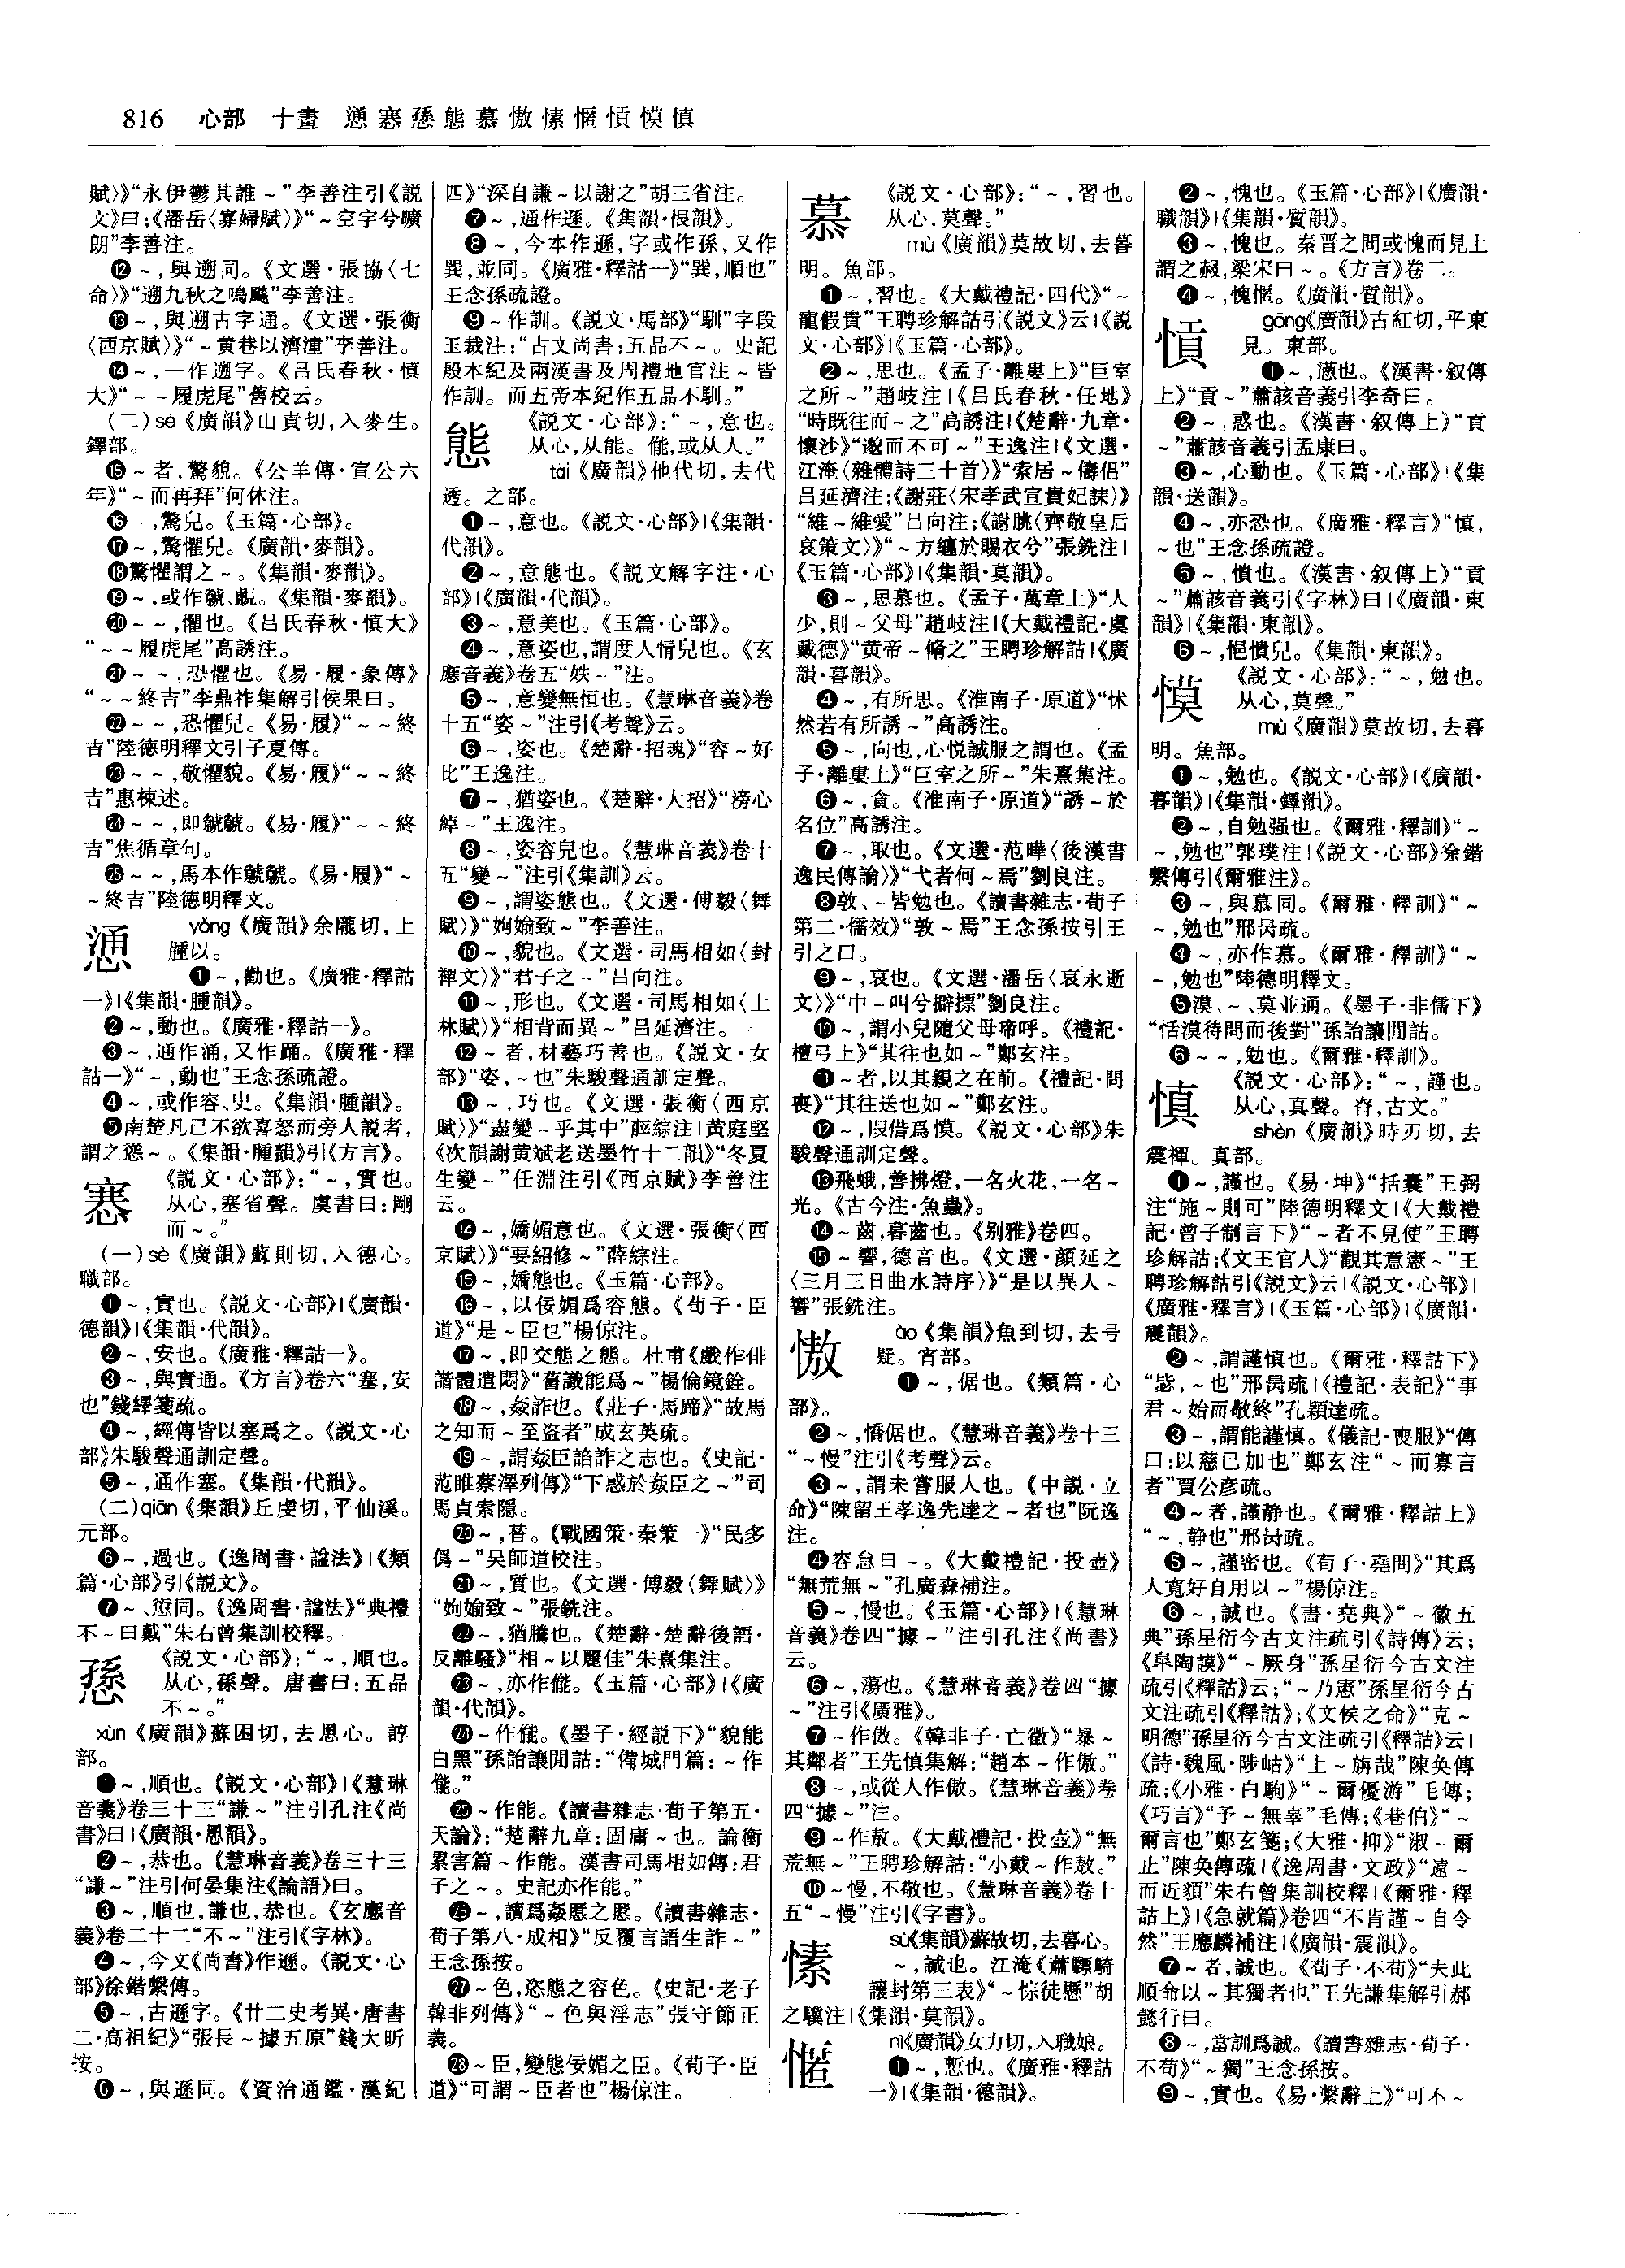 816 心部 十畫 慂㥶愻態慕慠愫愝愩慔慎
賦〉》“永伊鬱其誰～”李善注引《説
文》曰;《潘岳〈寡婦賦〉》“～空宇兮曠
朗”李善注。
⓬～,與遡同。《文選·張協〈七
命〉》“遡九秋之鳴飈”李善注。
⓭～,與遡古字通。《文選·張衡
〈西京賦〉》“～黄巷以濟潼”李善注。
⓮～,一作遡字。《吕氏春秋·慎
大》“～～履虎尾”舊校云。
(二)sè《廣韻》山責切,入麥生。
鐸部。
⓯～者,驚貌。《公羊傳·宣公六
年》“～而再拜”何休注。
⓰～,驚皃。《玉篇·心部》。
⓱～,驚懼皃。《廣韻·麥韻》。
⓲驚懼謂之～。《集韻·麥韻》。
⓳～,或作虩、覤。《集韻·麥韻》。
⓴～～,懼也。《吕氏春秋·慎大》
“～～履虎尾”高誘注。
㉑～～,恐懼也。《易·履·象傳》
“～～終吉”李鼎祚集解引侯果曰。
㉒～～,恐懼皃。《易·履》“～～終
吉”陸德明釋文引子夏傳。
㉓～～,敬懼貌。《易·履》“～～終
吉”惠棟述。
㉔～～,即虩虩。《易·履》“～～終
吉”焦循章句。
㉕～～,馬本作虩虩。《易·履》“～
～終吉”陸德明釋文。
慂 yǒng《廣韻》余隴切,上
腫以。
❶～,勸也。《廣雅·釋詁
一》|《集韻·腫韻》。
❷～,動也。《廣雅·釋詁一》。
❸～,通作涌,又作踊。《廣雅·釋
詁一》“～,動也”王念孫疏證。
❹～,或作容、臾。《集韻·腫韻》。
❺南楚凡己不欲喜怒而旁人説者,
謂之慫～。《集韻·腫韻》引《方言》。
㥶 《説文·心部》:“～,實也。
从心,塞省聲。虞書曰:剛
而～。”
(一)sè《廣韻》蘇則切,入德心。
職部。
❶～,實也。《説文·心部》|《廣韻·
德韻》|《集韻·代韻》。
❷～,安也。《廣雅·釋詁一》。
❸～,與實通。《方言》卷六“塞,安
也”錢繹箋疏。
❹～,經傳皆以塞爲之。《説文·心
部》朱駿聲通訓定聲。
❺～,通作塞。《集韻·代韻》。
(二)qiān《集韻》丘虔切,平仙溪。
元部。
❻～,過也。《逸周書·謚法》|《類
篇·心部》引《説文》。
❼～、愆同。《逸周書·謚法》“典禮
不～曰戴”朱右曾集訓校釋。
愻 《説文·心部》:“～,順也。
从心,孫聲。唐書曰:五品
不～。”
xùn《廣韻》蘇困切,去慁心。諄
部。
❶～,順也。《説文·心部》|《慧琳
音義》卷三十三“謙～”注引孔注《尚
書》曰|《廣韻·慁韻》。
❷～,恭也。《慧琳音義》卷三十三
“謙～”注引何晏集注《論語》曰。
❸～,順也,謙也,恭也。《玄應音
義》卷二十二“不～”注引《字林》。
❹～,今文《尚書》作遜。《説文·心
部》徐鍇繫傳。
❺～,古遜字。《廿二史考異·唐書
二·高祖紀》“張長～據五原”錢大昕
按。
❻～,與遜同。《資治通鑑·漢紀
四》“深自謙～以謝之”胡三省注。
❼～,通作遜。《集韻·恨韻》。
❽～,今本作遜,字或作孫,又作
巽,並同。《廣雅·釋詁一》“巽,順也”
王念孫疏證。
❾～作訓。《説文·馬部》“馴”字段
玉裁注:“古文尚書:五品不～。史記
殷本紀及兩漢書及周禮地官注～皆
作訓。而五帝本紀作五品不馴。”
態 《説文·心部》:“～,意也。
从心,从能。㑷,或从人。”
tài《廣韻》他代切,去代
透。之部。
❶～,意也。《説文·心部》|《集韻·
代韻》。
❷～,意態也。《説文解字注·心
部》|《廣韻·代韻》。
❸～,意美也。《玉篇·心部》。
❹～,意姿也,謂度人情皃也。《玄
應音義》卷五“妷～”注。
❺～,意變無恒也。《慧琳音義》卷
十五“姿～”注引《考聲》云。
❻～,姿也。《楚辭·招魂》“容～好
比”王逸注。
❼～,猶姿也。《楚辭·大招》“滂心
綽～”王逸注。
❽～,姿容皃也。《慧琳音義》卷十
五“變～”注引《集訓》云。
❾～,謂姿態也。《文選·傅毅〈舞
賦〉》“姁媮致～”李善注。
❿～,貌也。《文選·司馬相如〈封
禪文〉》“君子之～”吕向注。
⓫～,形也。《文選·司馬相如〈上
林賦〉》“相背而異～”吕延濟注。
⓬～者,材藝巧善也。《説文·女
部》“姿,～也”朱駿聲通訓定聲。
⓭～,巧也。《文選·張衡〈西京
賦〉》“盡變～乎其中”薛綜注|黄庭堅
《次韻謝黄斌老送墨竹十二韻》“冬夏
生變～”任淵注引《西京賦》李善注
云。
⓮～,嬌媚意也。《文選·張衡〈西
京賦〉》“要紹修～”薛綜注。
⓯～,嬌態也。《玉篇·心部》。
⓰～,以佞媚爲容態。《荀子·臣
道》“是～臣也”楊倞注。
⓱～,即交態之態。杜甫《戲作俳
諧體遣悶》“舊識能爲～”楊倫鏡銓。
⓲～,姦詐也。《莊子·馬蹄》“故馬
之知而～至盗者”成玄英疏。
⓳～,謂姦臣諂詐之志也。《史記·
范睢蔡澤列傳》“下惑於姦臣之～”司
馬貞索隱。
⓴～,替。《戰國策·秦策一》“民多
僞～”吴師道校注。
㉑～,質也。《文選·傅毅〈舞賦〉》
“姁媮致～”張銑注。
㉒～,猶騰也。《楚辭·楚辭後語·
反離騷》“相～以麗佳”朱熹集注。
㉓～,亦作㑷。《玉篇·心部》|《廣
韻·代韻》。
㉔～作㑷。《墨子·經説下》“貌能
白黑”孫詒讓閒詁:“備城門篇:～作
㑷。”
㉕～作能。《讀書雜志·荀子第五·
天論》:“楚辭九章:固庸～也。論衡
累害篇～作能。漢書司馬相如傳:君
子之～。史記亦作能。”
㉖～,讀爲姦慝之慝。《讀書雜志·
荀子第八·成相》“反覆言語生詐～”
王念孫按。
㉗～色,恣態之容色。《史記·老子
韓非列傳》“～色與淫志”張守節正
義。
㉘～臣,變態佞媚之臣。《荀子·臣
道》“可謂～臣者也”楊倞注。
慕 《説文·心部》:“～,習也。
从心,莫聲。”
mù《廣韻》莫故切,去暮
明。魚部。
❶～,習也。《大戴禮記·四代》“～
龍假貴”王聘珍解詁引《説文》云|《説
文·心部》|《玉篇·心部》。
❷～,思也。《孟子·離婁上》“巨室
之所～”趙岐注|《吕氏春秋·任地》
“時既往而～之”高誘注|《楚辭·九章·
懷沙》“邈而不可～”王逸注|《文選·
江淹〈雜體詩三十首〉》“索居～儔侣”
吕延濟注;《謝莊〈宋孝武宣貴妃誄〉》
“維～維愛”吕向注;《謝朓〈齊敬皇后
哀策文〉》“～方纏於賜衣兮”張銑注|
《玉篇·心部》|《集韻·莫韻》。
❸～,思慕也。《孟子·萬章上》“人
少,則～父母”趙岐注|《大戴禮記·虞
戴德》“黄帝～脩之”王聘珍解詁|《廣
韻·暮韻》。
❹～,有所思。《淮南子·原道》“怵
然若有所誘～”高誘注。
❺～,向也,心悦誠服之謂也。《孟
子·離婁上》“巨室之所～”朱熹集注。
❻～,貪。《淮南子·原道》“誘～於
名位”高誘注。
❼～,取也。《文選·范曄〈後漢書
逸民傳論〉》“弋者何～焉”劉良注。
❽敦、～皆勉也。《讀書雜志·荀子
第二·儒效》“敦～焉”王念孫按引王
引之曰。
❾～,哀也。《文選·潘岳〈哀永逝
文〉》“中～叫兮擗摽”劉良注。
❿～,謂小兒隨父母啼呼。《禮記·
檀弓上》“其往也如～”鄭玄注。
⓫～者,以其親之在前。《禮記·問
喪》“其往送也如～”鄭玄注。
⓬～,叚借爲慔。《説文·心部》朱
駿聲通訓定聲。
⓭飛蛾,善拂燈,一名火花,一名～
光。《古今注·魚蟲》。
⓮～齒,暮齒也。《别雅》卷四。
⓯～響,德音也。《文選·顔延之
〈三月三日曲水詩序〉》“是以異人～
響”張銑注。
慠 ào《集韻》魚到切,去号
疑。宵部。
❶～,倨也。《類篇·心
部》。
❷～,憍倨也。《慧琳音義》卷十三
“～慢”注引《考聲》云。
❸～,謂未嘗服人也。《中説·立
命》“陳留王孝逸先達之～者也”阮逸
注。
❹容怠曰～。《大戴禮記·投壺》
“無荒無～”孔廣森補注。
❺～,慢也。《玉篇·心部》|《慧琳
音義》卷四“據～”注引孔注《尚書》
云。
❻～,蕩也。《慧琳音義》卷四“據
～”注引《廣雅》。
❼～作傲。《韓非子·亡徵》“暴～
其鄰者”王先慎集解:“趙本～作傲。”
❽～,或從人作傲。《慧琳音義》卷
四“據～”注。
❾～作敖。《大戴禮記·投壺》“無
荒無～”王聘珍解詁:“小戴～作敖。”
❿～慢,不敬也。《慧琳音義》卷十
五“～慢”注引《字書》。
愫 sù《集韻》蘇故切,去暮心。
～,誠也。江淹《蕭驃騎
讓封第三表》“～悰徒懸”胡
之驥注|《集韻·莫韻》。
㥾 nì《廣韻》女力切,入職娘。
❶～,慙也。《廣雅·釋詁
一》|《集韻·德韻》。
❷～,愧也。《玉篇·心部》|《廣韻·
職韻》|《集韻·質韻》。
❸～,愧也。秦晋之間或愧而見上
謂之赧,梁宋曰～。《方言》卷二。
❹～,愧㥏。《廣韻·質韻》。
愩 gōng《廣韻》古紅切,平東
見。東部。
❶～,懣也。《漢書·叙傳
上》“貢～”蕭該音義引李奇曰。
❷～,惑也。《漢書·叙傳上》“貢
～”蕭該音義引孟康曰。
❸～,心動也。《玉篇·心部》|《集
韻·送韻》。
❹～,亦恐也。《廣雅·釋言》“慎,
～也”王念孫疏證。
❺～,憒也。《漢書·叙傳上》“貢
～”蕭該音義引《字林》曰|《廣韻·東
韻》|《集韻·東韻》。
❻～,悒憒皃。《集韻·東韻》。
慔 《説文·心部》:“～,勉也。
从心,莫聲。”
mù《廣韻》莫故切,去暮
明。魚部。
❶～,勉也。《説文·心部》|《廣韻·
暮韻》|《集韻·鐸韻》。
❷～,自勉强也。《爾雅·釋訓》“～
～,勉也”郭璞注|《説文·心部》徐鍇
繫傳引《爾雅注》。
❸～,與慕同。《爾雅·釋訓》“～
～,勉也”邢昺疏。
❹～,亦作慕。《爾雅·釋訓》“～
～,勉也”陸德明釋文。
❺漠、～、莫並通。《墨子·非儒下》
“恬漠待問而後對”孫詒讓閒詁。
❻～～,勉也。《爾雅·釋訓》。
慎 《説文·心部》:“～,謹也。
从心,真聲。㫳,古文。”
shèn《廣韻》時刃切,去
震禪。真部。
❶～,謹也。《易·坤》“括囊”王弼
注“施～則可”陸德明釋文|《大戴禮
記·曾子制言下》“～者不見使”王聘
珍解詁;《文王官人》“觀其意憲～”王
聘珍解詁引《説文》云|《説文·心部》|
《廣雅·釋言》|《玉篇·心部》|《廣韻·
震韻》。
❷～,謂謹慎也。《爾雅·釋詁下》
“毖,～也”邢昺疏|《禮記·表記》“事
君～始而敬終”孔穎達疏。
❸～,謂能謹慎。《儀記·喪服》“傳
曰:以慈已加也”鄭玄注“～而寡言
者”賈公彦疏。
❹～者,謹静也。《爾雅·釋詁上》
“～,静也”邢昺疏。
❺～,謹密也。《荀子·堯問》“其爲
人寬好自用以～”楊倞注。
❻～,誠也。《書·堯典》“～徽五
典”孫星衍今古文注疏引《詩傳》云;
《皋陶謨》“～厥身”孫星衍今古文注
疏引《釋詁》云;“～乃憲”孫星衍今古
文注疏引《釋詁》;《文侯之命》“克～
明德”孫星衍今古文注疏引《釋詁》云|
《詩·魏風·陟岵》“上～旃哉”陳奂傳
疏;《小雅·白駒》“～爾優游”毛傳;
《巧言》“予～無辜”毛傳;《巷伯》“～
爾言也”鄭玄箋;《大雅·抑》“淑～爾
止”陳奂傳疏|《逸周書·文政》“遠～
而近貌”朱右曾集訓校釋|《爾雅·釋
詁上》|《急就篇》卷四“不肯謹～自令
然”王應麟補注|《廣韻·震韻》。
❼～者,誠也。《荀子·不苟》“夫此
順命以～其獨者也”王先謙集解引郝
懿行曰。
❽～,當訓爲誠。《讀書雜志·荀子·
不苟》“～獨”王念孫按。
❾～,實也。《易·繫辭上》“可不～